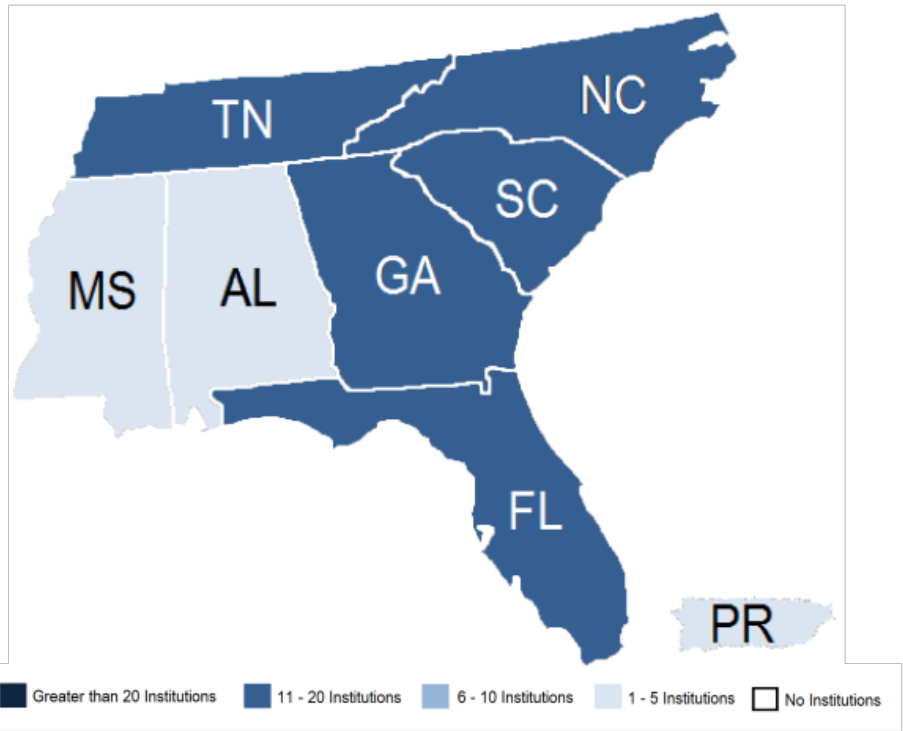 TN
NC
SC
GA
MS
AL
FL
PR
Greater than 20 Institutions
11 - 20 Institutions
6 - 10 Institutions
1 - 5 Institutions
No Institutions